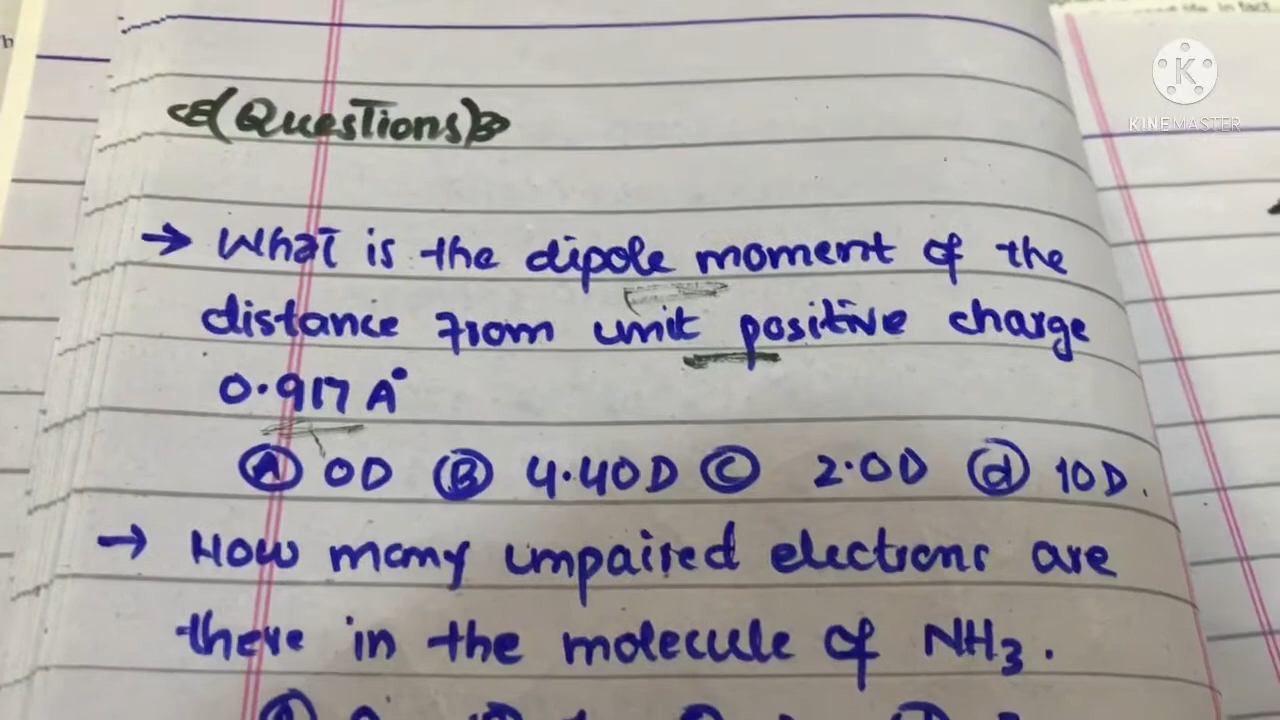 (Questions)
→ What is the dipole moment of the
distance from unit positive charge
0.917 A°
Ⓐ 0D Ⓑ 4.40D Ⓒ 2.0D ⓓ 10D.
→ How many unpaired electrons are
there in the molecule of NH3.
KINEMASTER